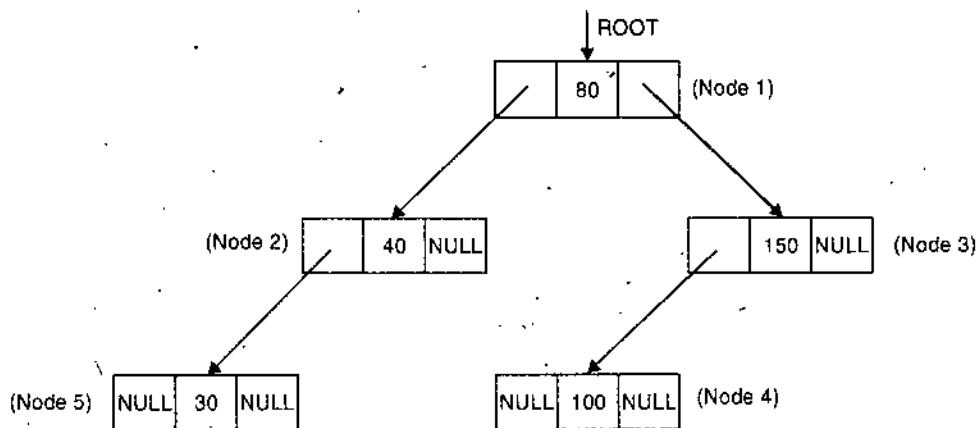 ROOT
80 (Node 1)
(Node 2) 40 NULL
150 NULL (Node 3)
(Node 5) NULL 30 NULL
NULL 100 NULL (Node 4)